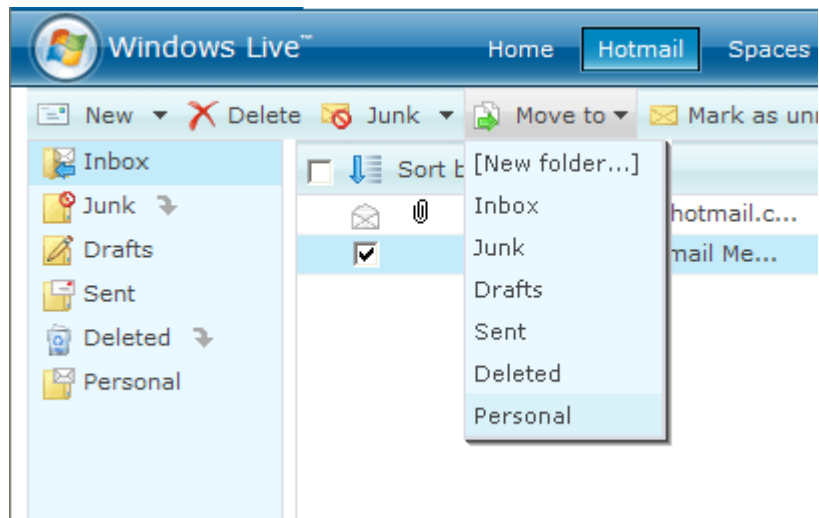 Windows Live™ Home Hotmail Spaces
New Delete Junk Move to Mark as
Inbox
Junk
Drafts
Sent
Deleted
Personal
Sort
[New folder...]
Inbox
Junk
Drafts
Sent
Deleted
Personal
hotmail.c...
mail Me...